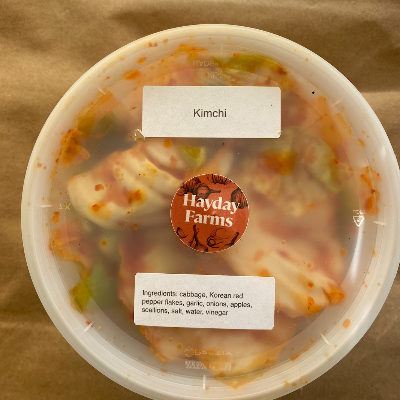 Kimchi
Hayday
Farms
Ingredients: cabbage, Korean red
pepper flakes, garlic, onions, apples,
scallions, salt, water, vinegar